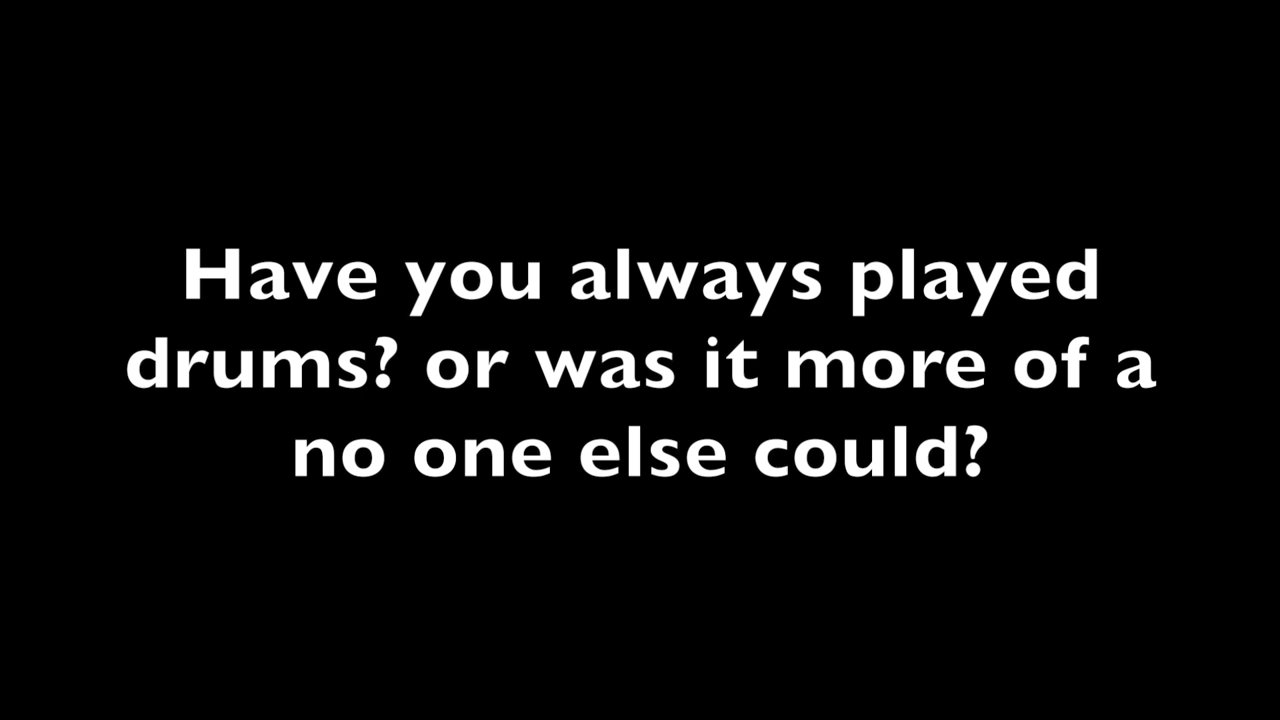 Have you always played
drums? or was it more of a
no one else could?